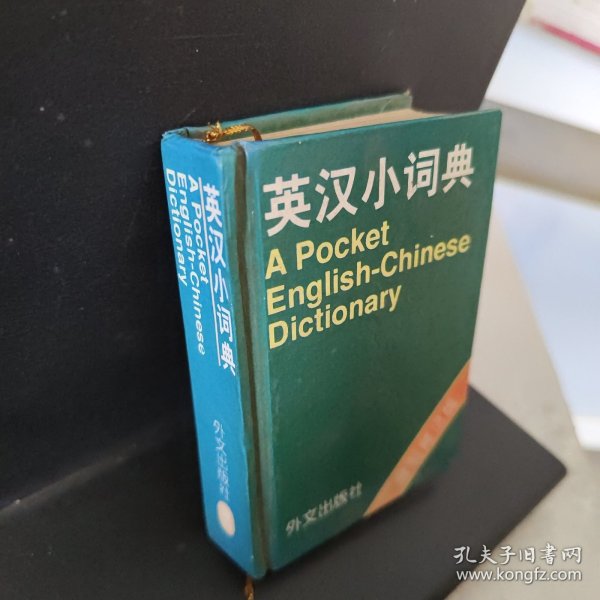 英汉小词典
A Pocket
English-Chinese
Dictionary
外文出版社
英汉小词典
A Pocket
English-Chinese
Dictionary
外文出版社
孔夫子旧书网
www.kongfz.com